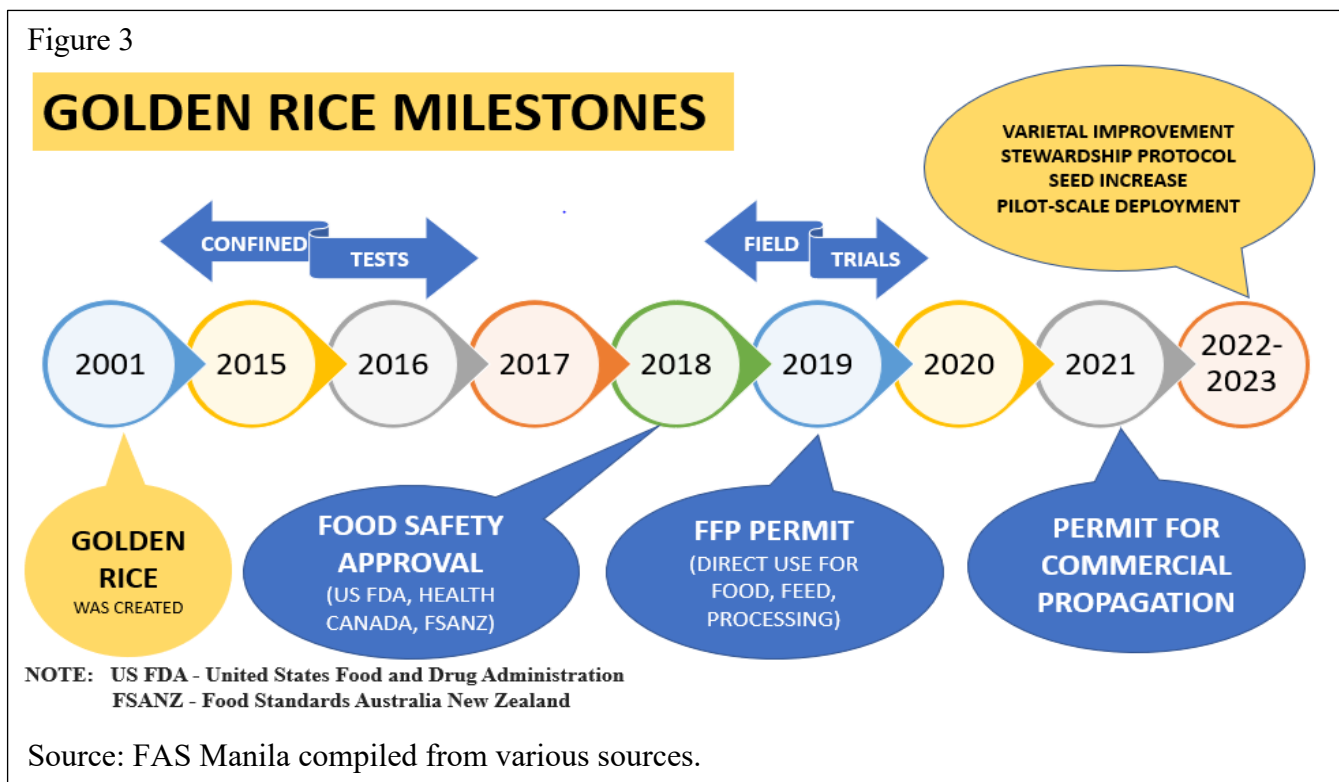 Figure 3
GOLDEN RICE MILESTONES
VARIETAL IMPROVEMENT
STEWARDSHIP PROTOCOL
SEED INCREASE
PILOT-SCALE DEPLOYMENT
CONFINED
TESTS
FIELD
TRIALS
2001
2015
2016
2017
2018
2019
2020
2021
2022-
2023
GOLDEN
RICE
WAS CREATED
FOOD SAFETY
APPROVAL
(US FDA, HEALTH
CANADA, FSANZ)
FFP PERMIT
(DIRECT USE FOR
FOOD, FEED,
PROCESSING)
PERMIT FOR
COMMERCIAL
PROPAGATION
NOTE: US FDA - United States Food and Drug Administration
FSANZ - Food Standards Australia New Zealand
Source: FAS Manila compiled from various sources.